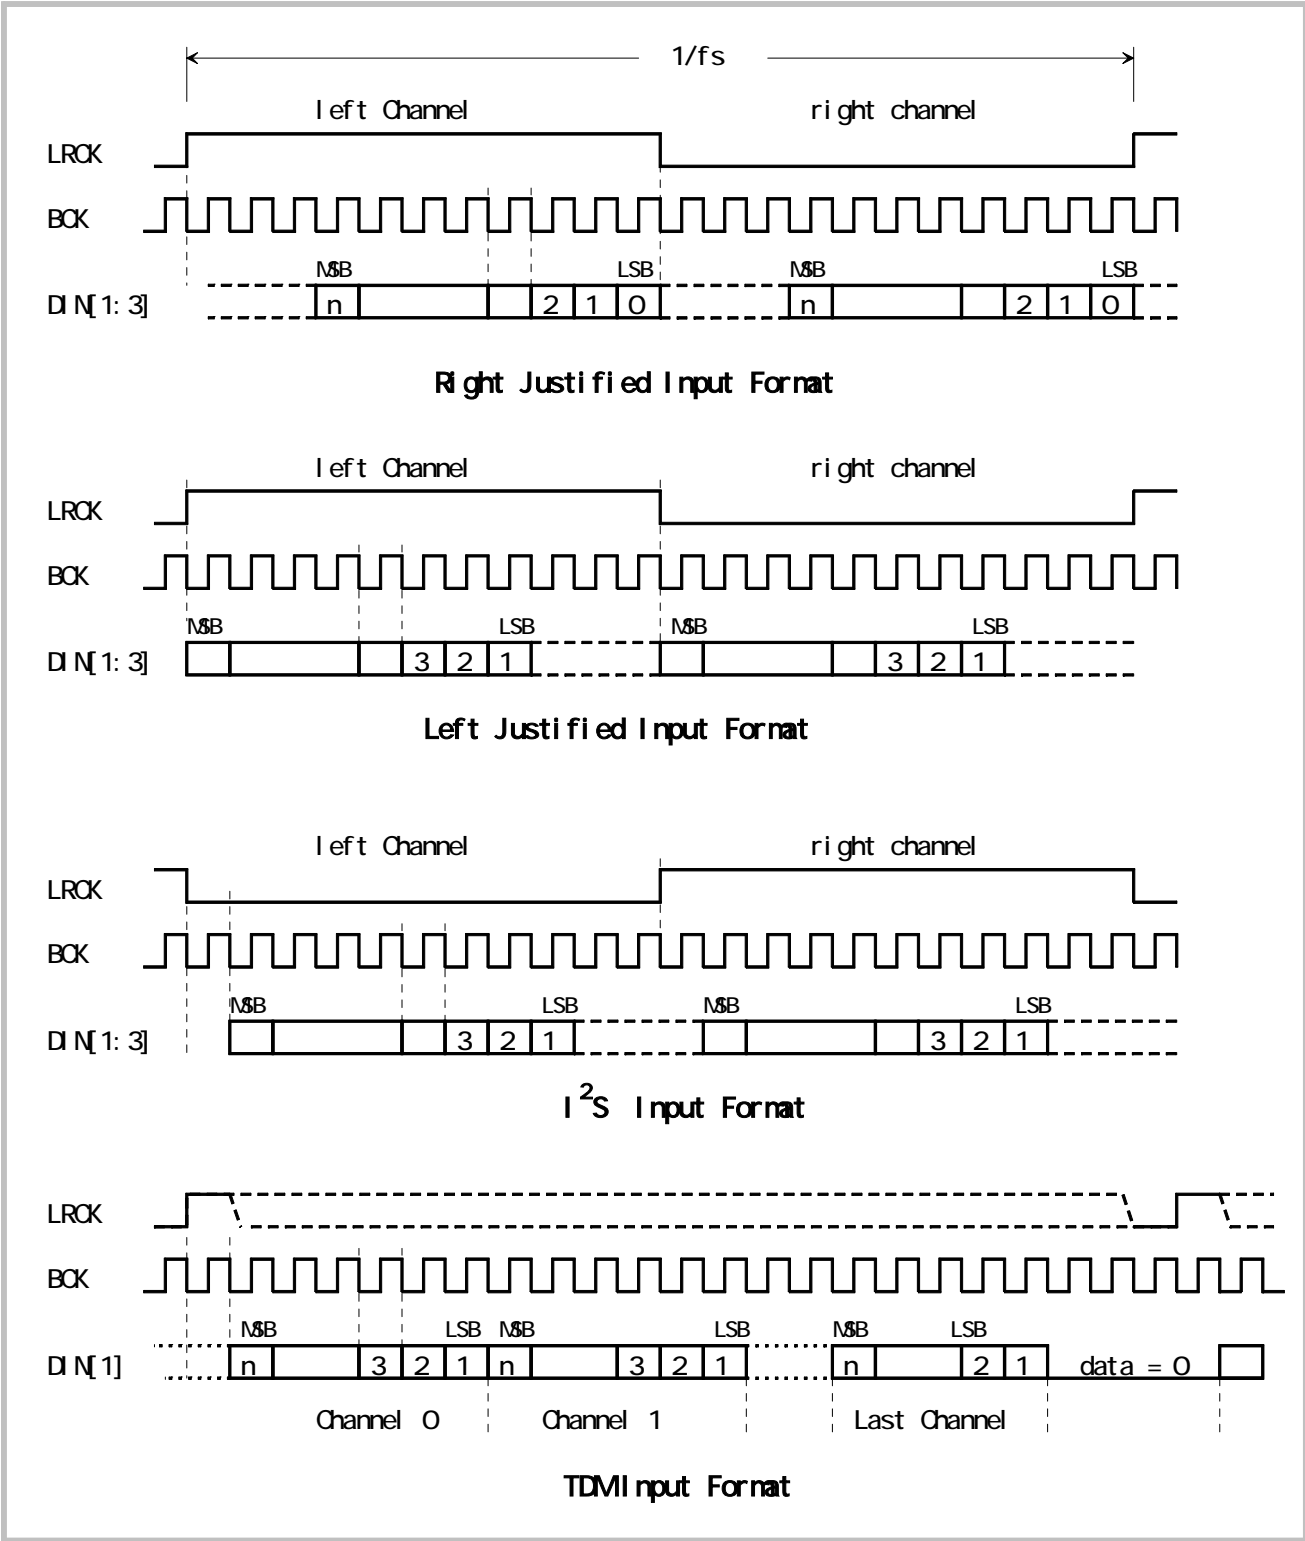 1/fs
left Channel right channel
LRCK
BCK
MSB LSB MSB LSB
DIN[1:3] n 2 1 0 n 2 1 0
Right Justified Input Format
left Channel right channel
LRCK
BCK
MSB LSB MSB LSB
DIN[1:3] 3 2 1 3 2 1
Left Justified Input Format
left Channel right channel
LRCK
BCK
MSB LSB MSB LSB
DIN[1:3] 3 2 1 3 2 1
I²S Input Format
LRCK
BCK
MSB LSB MSB LSB MSB LSB
DIN[1] n 3 2 1 n 3 2 1 n 2 1 data = 0
Channel 0 Channel 1 Last Channel
TDM Input Format